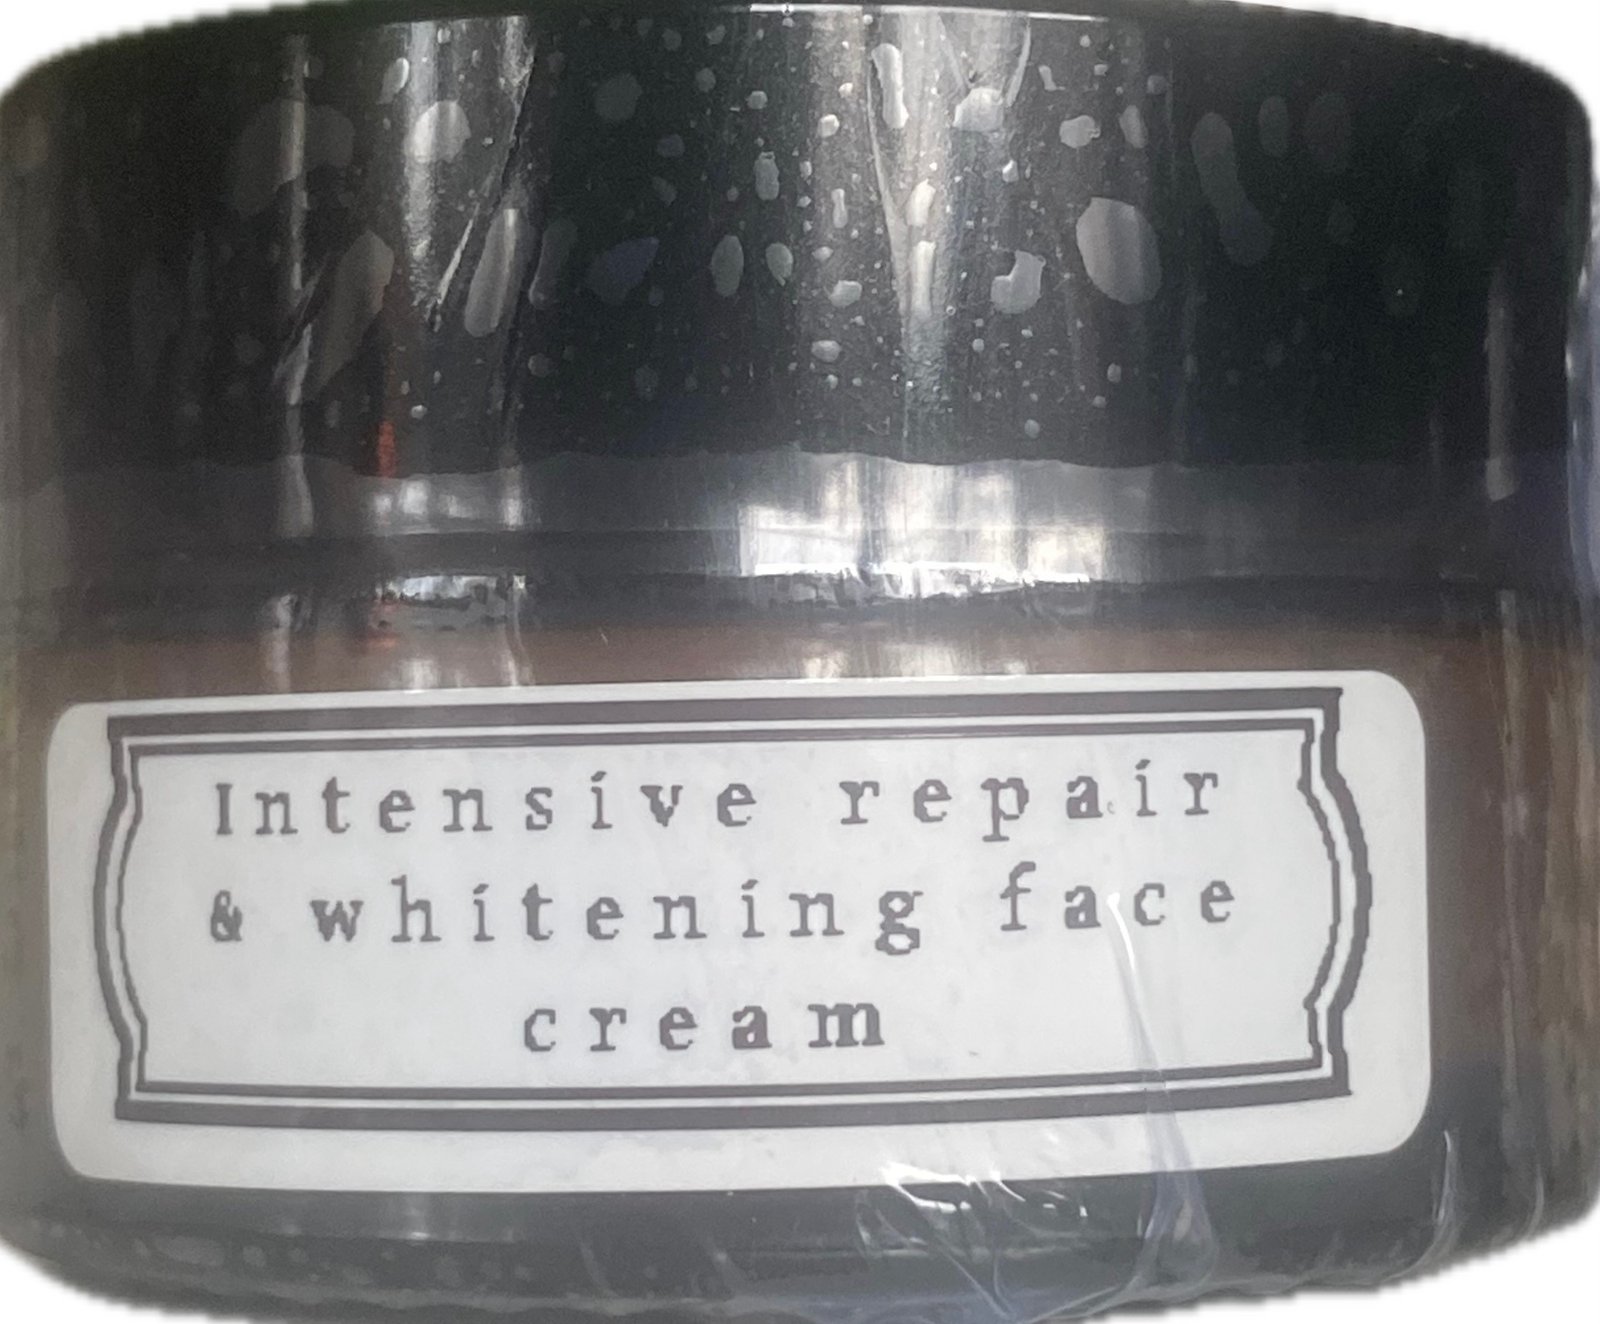 Intensive repair
& whitening face
cream